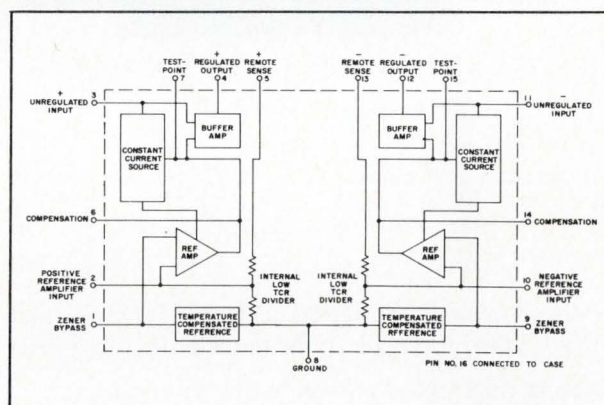 TEST-
POINT
7
+
REGULATED
OUTPUT
4
+
REMOTE
SENSE
5
−
REMOTE
SENSE
13
−
REGULATED
OUTPUT
12
TEST-
POINT
15
+
3
UNREGULATED
INPUT
11
−
UNREGULATED
INPUT
BUFFER
AMP
BUFFER
AMP
CONSTANT
CURRENT
SOURCE
CONSTANT
CURRENT
SOURCE
6
COMPENSATION
14
COMPENSATION
REF
AMP
REF
AMP
POSITIVE
REFERENCE
AMPLIFIER
INPUT
2
INTERNAL
LOW
TCR
DIVIDER
INTERNAL
LOW
TCR
DIVIDER
10
NEGATIVE
REFERENCE
AMPLIFIER
INPUT
ZENER
BYPASS
1
TEMPERATURE
COMPENSATED
REFERENCE
TEMPERATURE
COMPENSATED
RFFERENCE
9
ZENER
BYPASS
8
GROUND
PIN NO. 16 CONNECTED TO CASE